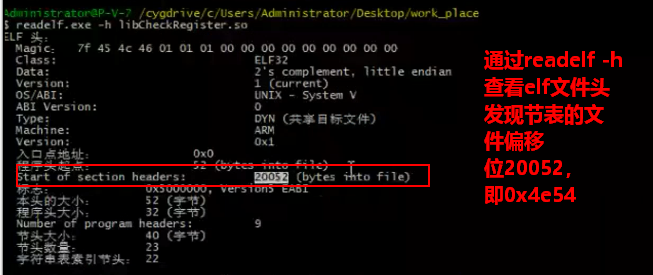 Administrator@P-V-7 /cygdrive/c/Users/Administrator/Desktop/work_place
$ readelf.exe -h libCheckRegister.so
ELF 头:
Magic: 7f 45 4c 46 01 01 01 00 00 00 00 00 00 00 00 00
Class: ELF32
Data: 2's complement, little endian
Version: 1 (current)
OS/ABI: UNIX - System V
ABI Version: 0
Type: DYN (共享目标文件)
Machine: ARM
Version: 0x1
入口点地址: 0x0
程序头起点: 52 (bytes into file)
Start of section headers: 20052 (bytes into file)
标志: 0x5000000, Version5 EABI
本头的大小: 52 (字节)
程序头大小: 32 (字节)
Number of program headers: 9
节头大小: 40 (字节)
节头数量: 23
字符串表索引节头: 22
通过readelf -h
查看elf文件头
发现节表的文
件偏移
位20052,
即0x4e54